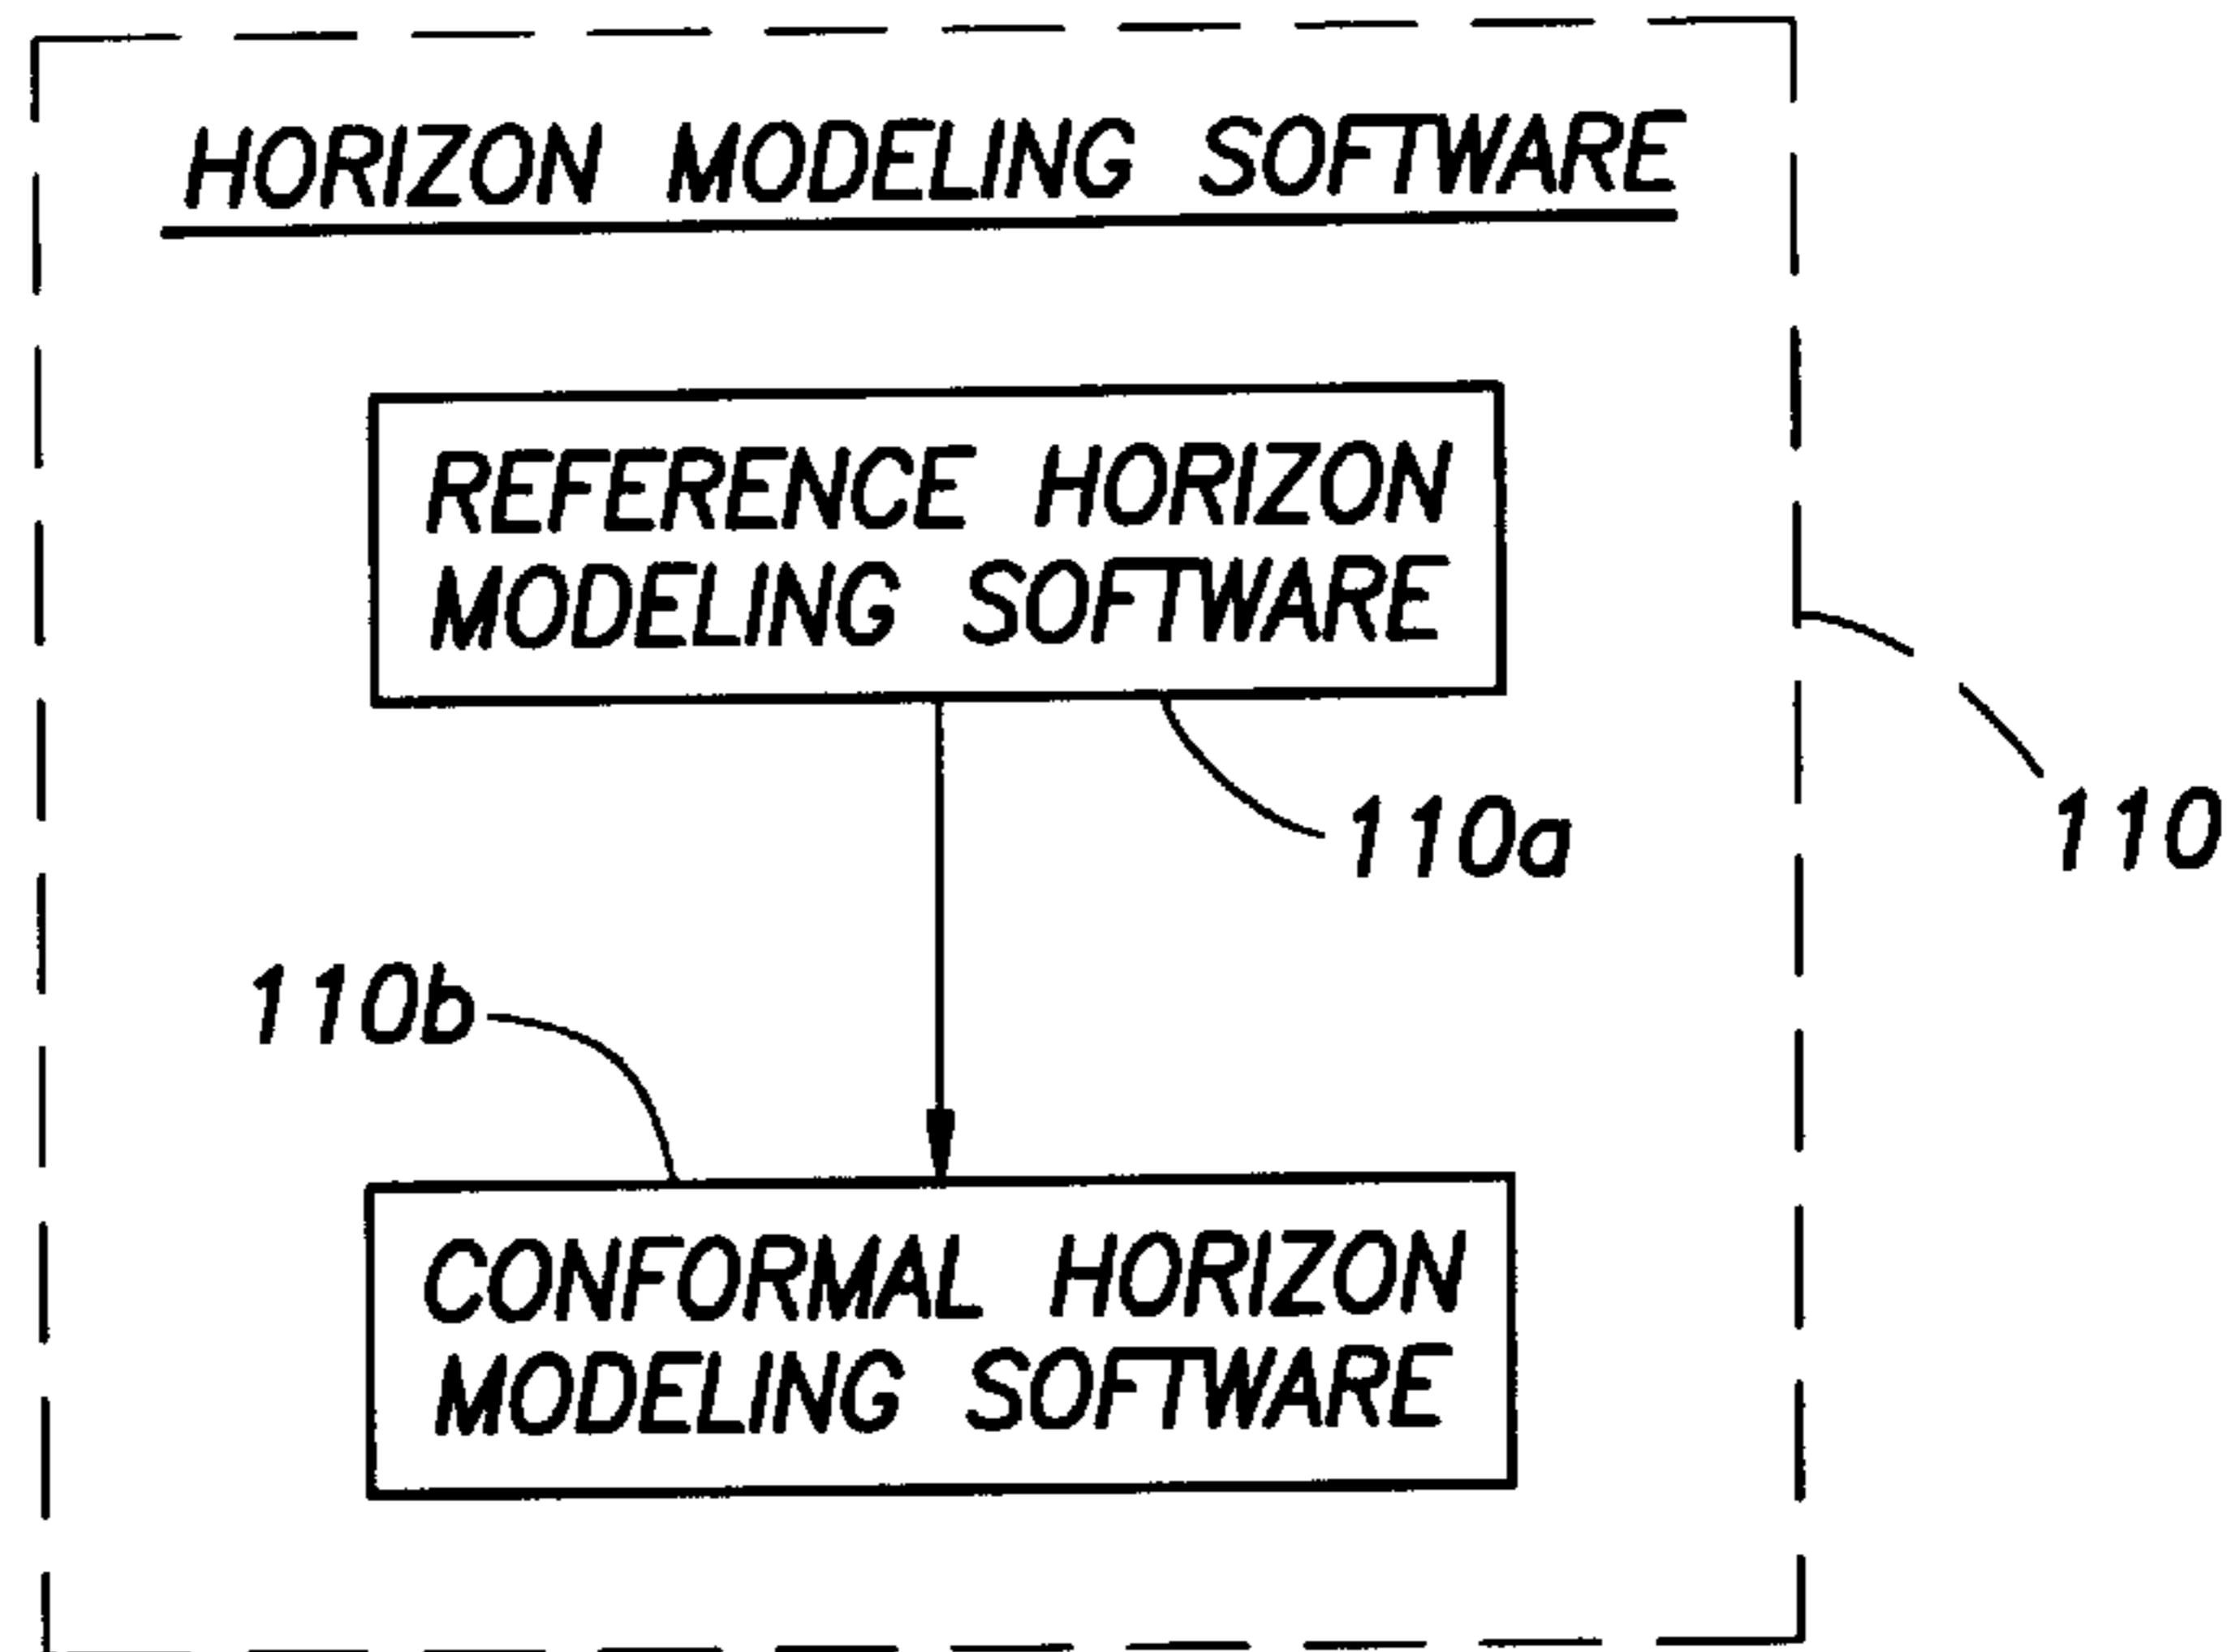 HORIZON MODELING SOFTWARE
REFERENCE HORIZON
MODELING SOFTWARE
110a
110
110b
CONFORMAL HORIZON
MODELING SOFTWARE